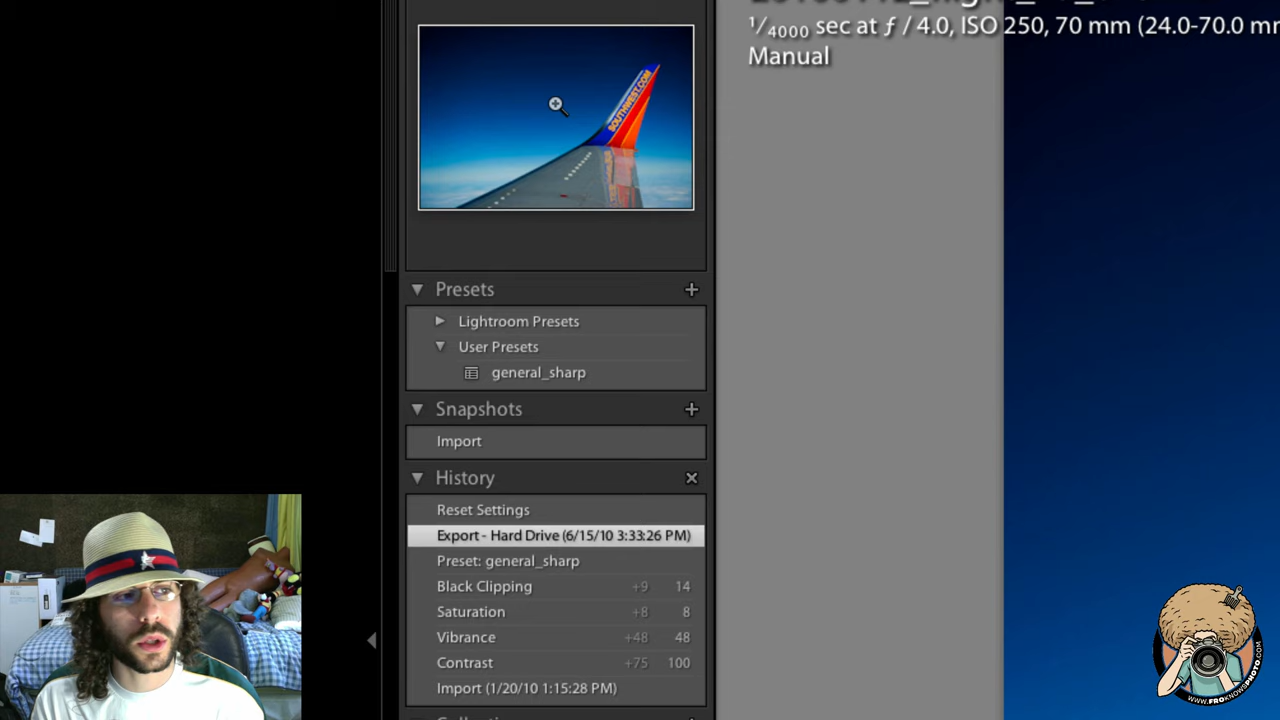 1/4000 sec at ƒ / 4.0, ISO 250, 70 mm (24.0-70.0 mm
Manual
SOUTHWEST.COM
Presets
Lightroom Presets
User Presets
general_sharp
Snapshots
Import
History
Reset Settings
Export - Hard Drive (6/15/10 3:33:26 PM)
Preset: general_sharp
Black Clipping +9 14
Saturation +8 8
Vibrance +48 48
Contrast +75 100
Import (1/20/10 1:15:28 PM)
WWW.FROKNOWSPHOTO.COM